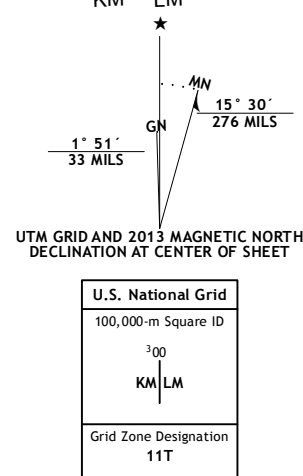 KM LM
★
MN
GN
15° 30´
276 MILS
1° 51´
33 MILS
UTM GRID AND 2013 MAGNETIC NORTH
DECLINATION AT CENTER OF SHEET
U.S. National Grid
100,000-m Square ID
³00
KM LM
Grid Zone Designation
11T